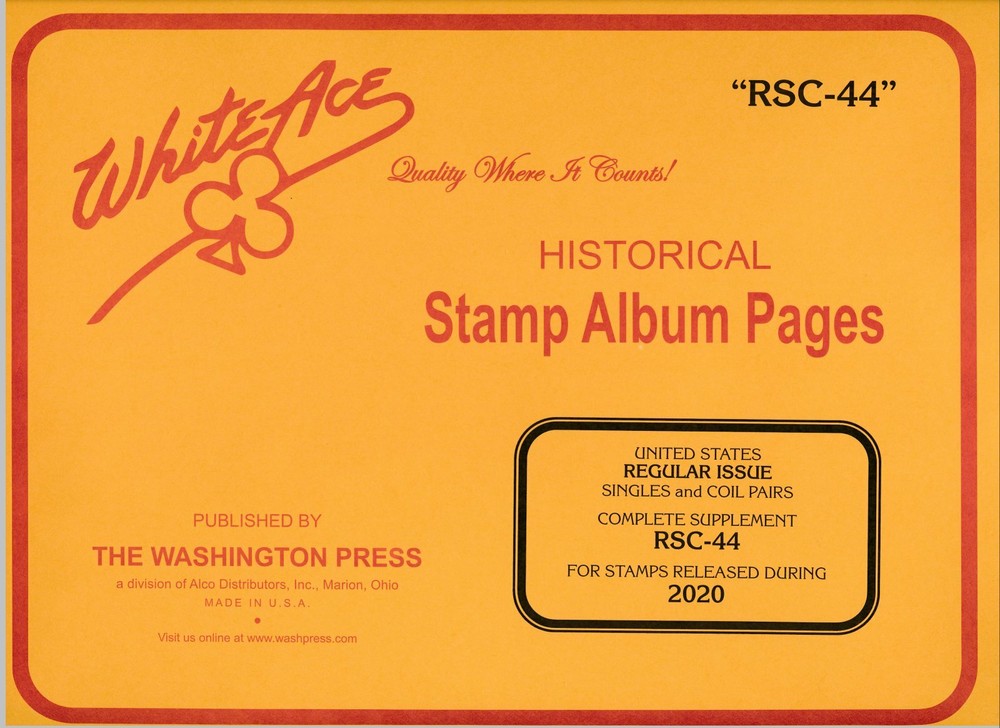 White Ace
"RSC-44"
Quality Where It Counts!
HISTORICAL
Stamp Album Pages
UNITED STATES
REGULAR ISSUE
SINGLES and COIL PAIRS
COMPLETE SUPPLEMENT
RSC-44
FOR STAMPS RELEASED DURING
2020
PUBLISHED BY
THE WASHINGTON PRESS
a division of Alco Distributors, Inc., Marion, Ohio
MADE IN U.S.A.
•
Visit us online at www.washpress.com